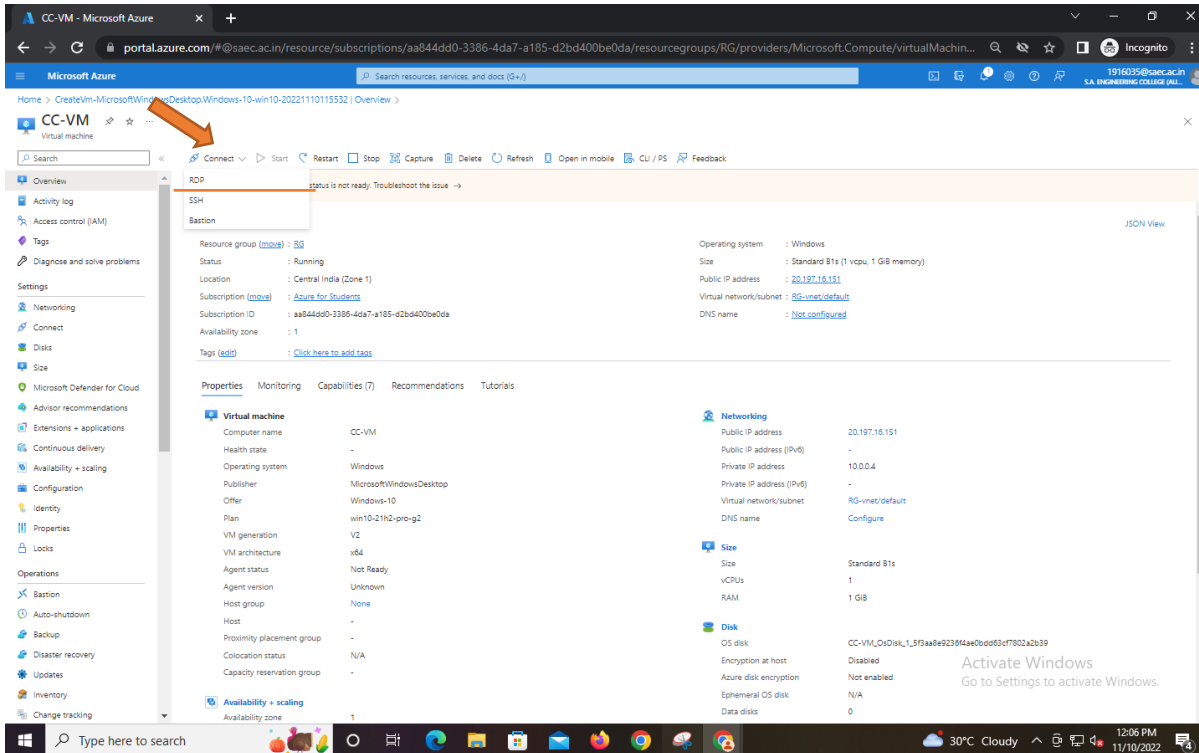 CC-VM - Microsoft Azure
portal.azure.com/#@saec.ac.in/resource/subscriptions/aa844dd0-3386-4da7-a185-d2bd400be0da/resourcegroups/RG/providers/Microsoft.Compute/virtualMachin...
Incognito
Microsoft Azure
Search resources, services, and docs (G+/)
1916035@saec.ac.in
S.A. ENGINEERING COLLEGE (AU...
Home > CreateVm-MicrosoftWindowsDesktop.Windows-10-win10-20221110115532 | Overview >
CC-VM
Virtual machine
Search
Connect Start Restart Stop Capture Delete Refresh Open in mobile CLI / PS Feedback
RDP
SSH
Bastion
status is not ready. Troubleshoot the issue →
JSON View
Overview
Activity log
Access control (IAM)
Tags
Diagnose and solve problems
Settings
Networking
Connect
Disks
Size
Microsoft Defender for Cloud
Advisor recommendations
Extensions + applications
Continuous delivery
Availability + scaling
Configuration
Identity
Properties
Locks
Operations
Bastion
Auto-shutdown
Backup
Disaster recovery
Updates
Inventory
Change tracking
Resource group (move) : RG
Status : Running
Location : Central India (Zone 1)
Subscription (move) : Azure for Students
Subscription ID : aa844dd0-3386-4da7-a185-d2bd400be0da
Availability zone : 1
Tags (edit) : Click here to add tags
Operating system : Windows
Size : Standard B1s (1 vcpu, 1 GiB memory)
Public IP address : 20.197.16.151
Virtual network/subnet : RG-vnet/default
DNS name : Not configured
Properties Monitoring Capabilities (7) Recommendations Tutorials
Virtual machine
Computer name CC-VM
Health state -
Operating system Windows
Publisher MicrosoftWindowsDesktop
Offer Windows-10
Plan win10-21h2-pro-g2
VM generation V2
VM architecture x64
Agent status Not Ready
Agent version Unknown
Host group None
Host -
Proximity placement group -
Colocation status N/A
Capacity reservation group -
Availability + scaling
Availability zone 1
Networking
Public IP address 20.197.16.151
Public IP address (IPv6) -
Private IP address 10.0.0.4
Private IP address (IPv6) -
Virtual network/subnet RG-vnet/default
DNS name Configure
Size
Size Standard B1s
vCPUs 1
RAM 1 GiB
Disk
OS disk CC-VM_OsDisk_1_5f3aa8e9236f4ae0bdd63cf7802a2b39
Encryption at host Disabled
Azure disk encryption Not enabled
Ephemeral OS disk N/A
Data disks 0
Activate Windows
Go to Settings to activate Windows.
Type here to search
30°C Cloudy
12:06 PM
11/10/2022